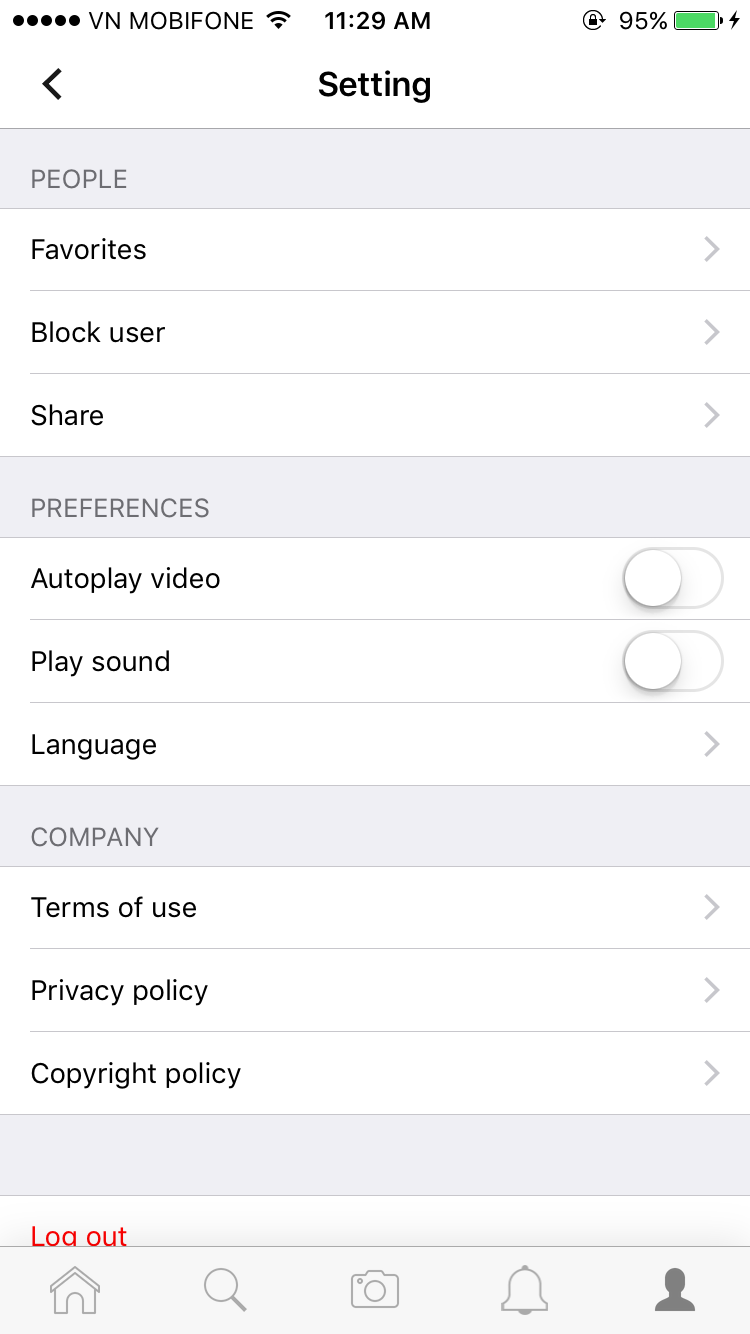 VN MOBIFONE 11:29 AM 95%
Setting
PEOPLE
Favorites
Block user
Share
PREFERENCES
Autoplay video
Play sound
Language
COMPANY
Terms of use
Privacy policy
Copyright policy
Log out